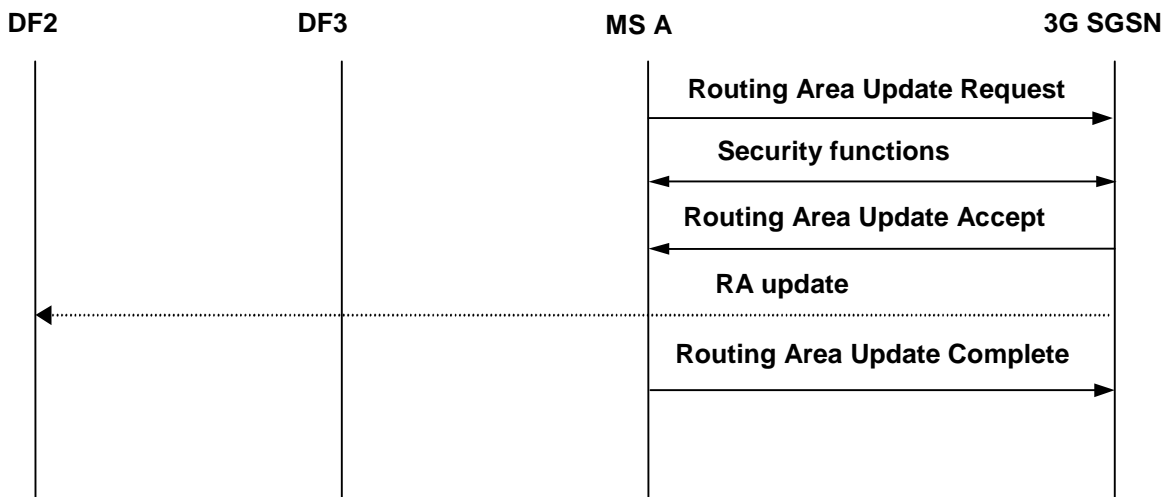 DF2
DF3
MS A
3G SGSN
Routing Area Update Request
Security functions
Routing Area Update Accept
RA update
Routing Area Update Complete